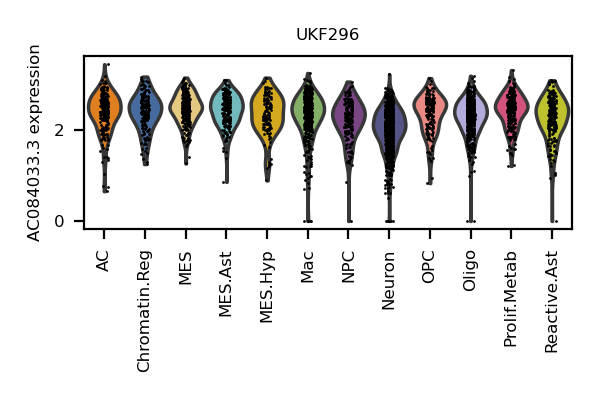 UKF296
AC084033.3 expression
2
0
AC
Chromatin.Reg
MES
MES.Ast
MES.Hyp
Mac
NPC
Neuron
OPC
Oligo
Prolif.Metab
Reactive.Ast